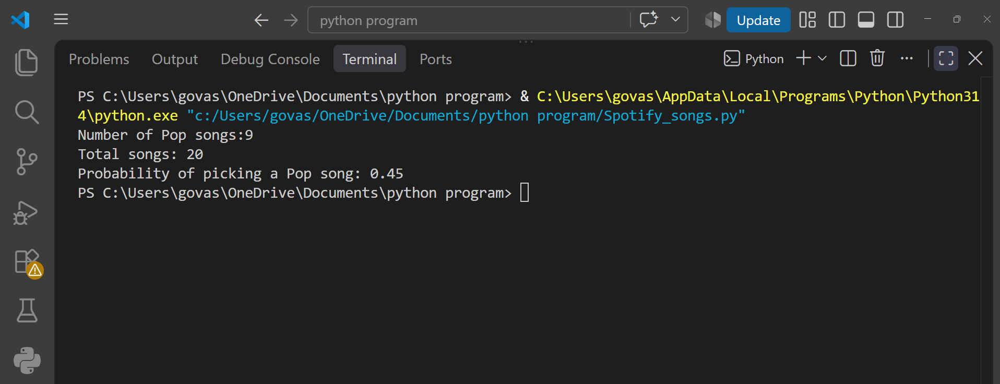 python program
Update
Problems Output Debug Console Terminal Ports Python
PS C:\Users\govas\OneDrive\Documents\python program> & C:\Users\govas\AppData\Local\Programs\Python\Python31
4\python.exe "c:/Users/govas/OneDrive/Documents/python program/Spotify_songs.py"
Number of Pop songs:9
Total songs: 20
Probability of picking a Pop song: 0.45
PS C:\Users\govas\OneDrive\Documents\python program>